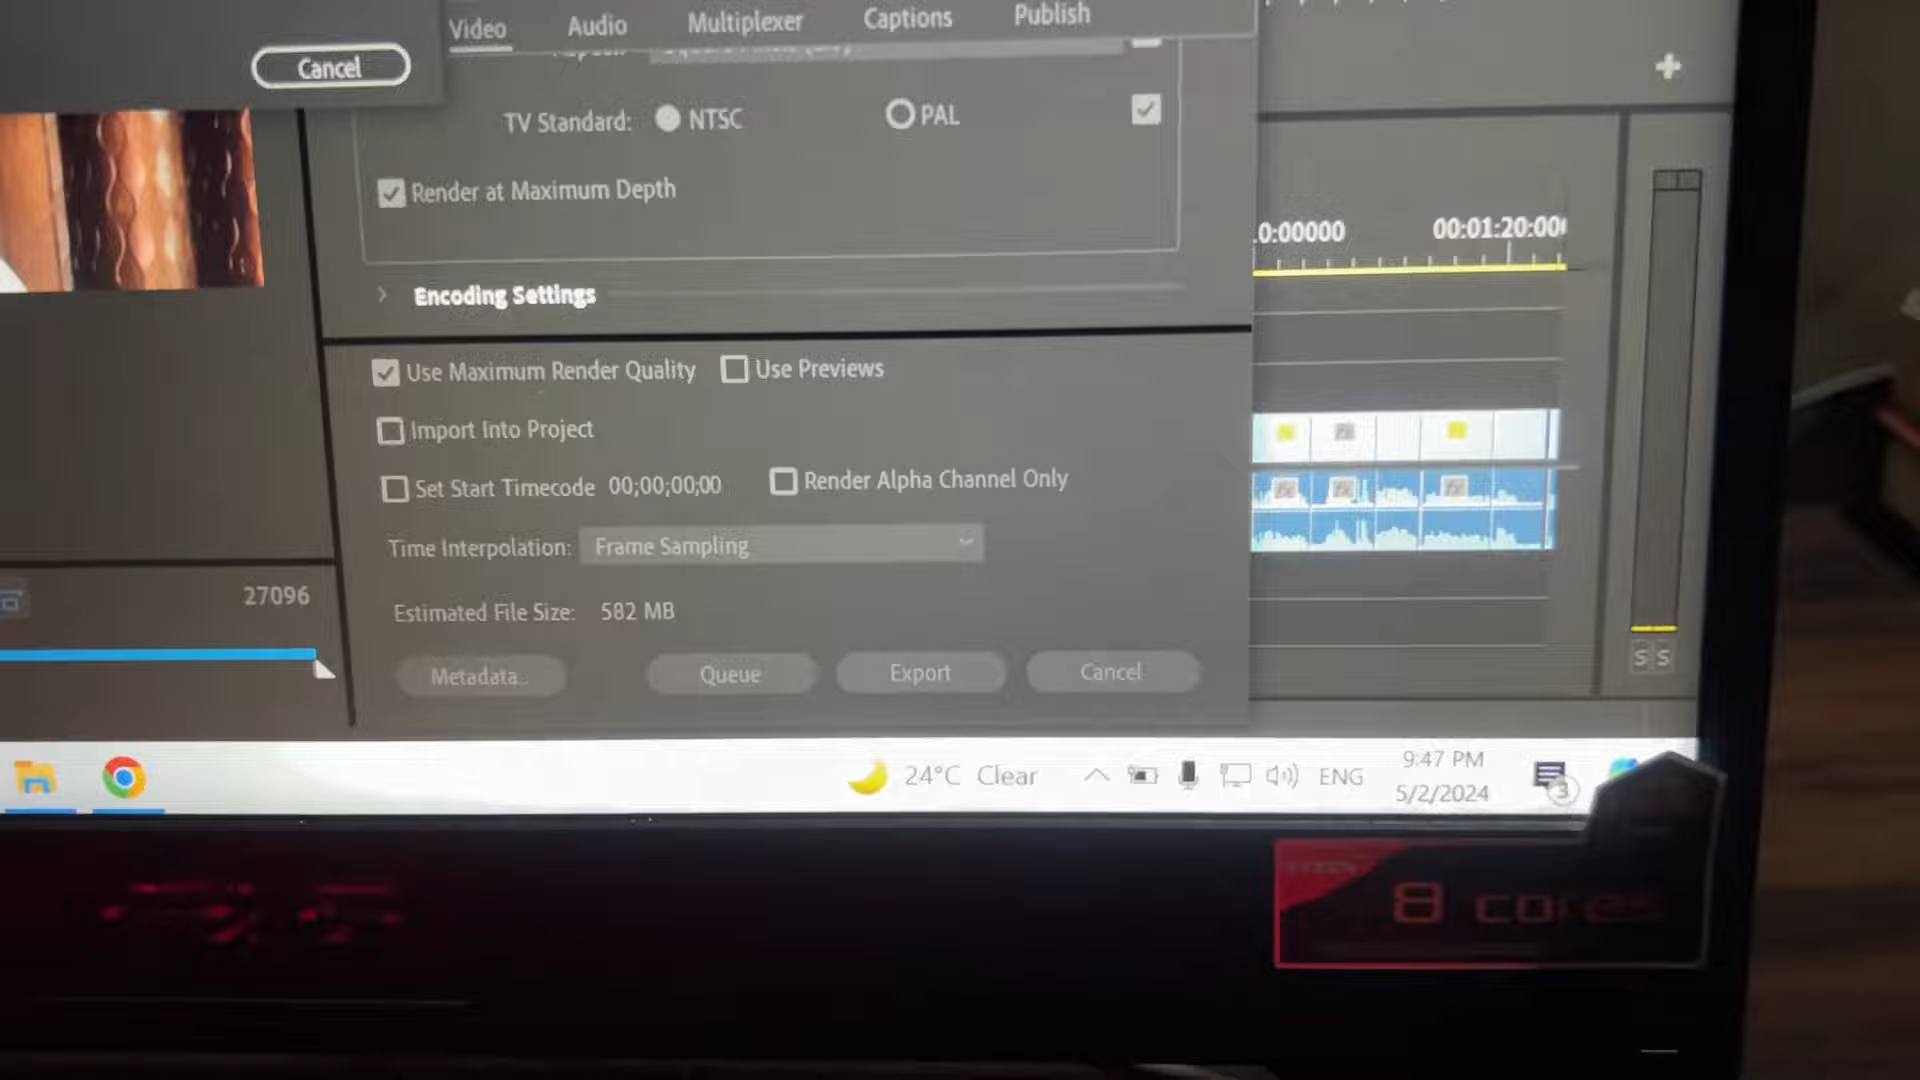 Video Audio Multiplexer Captions Publish
Cancel
TV Standard: NTSC PAL
Render at Maximum Depth
0:00000 00:01:20:00
Encoding Settings
Use Maximum Render Quality Use Previews
Import Into Project
Set Start Timecode 00;00;00;00 Render Alpha Channel Only
Time Interpolation: Frame Sampling
27096
Estimated File Size: 582 MB
S S
Metadata... Queue Export Cancel
24°C Clear ENG 9:47 PM
5/2/2024
3
8 cores